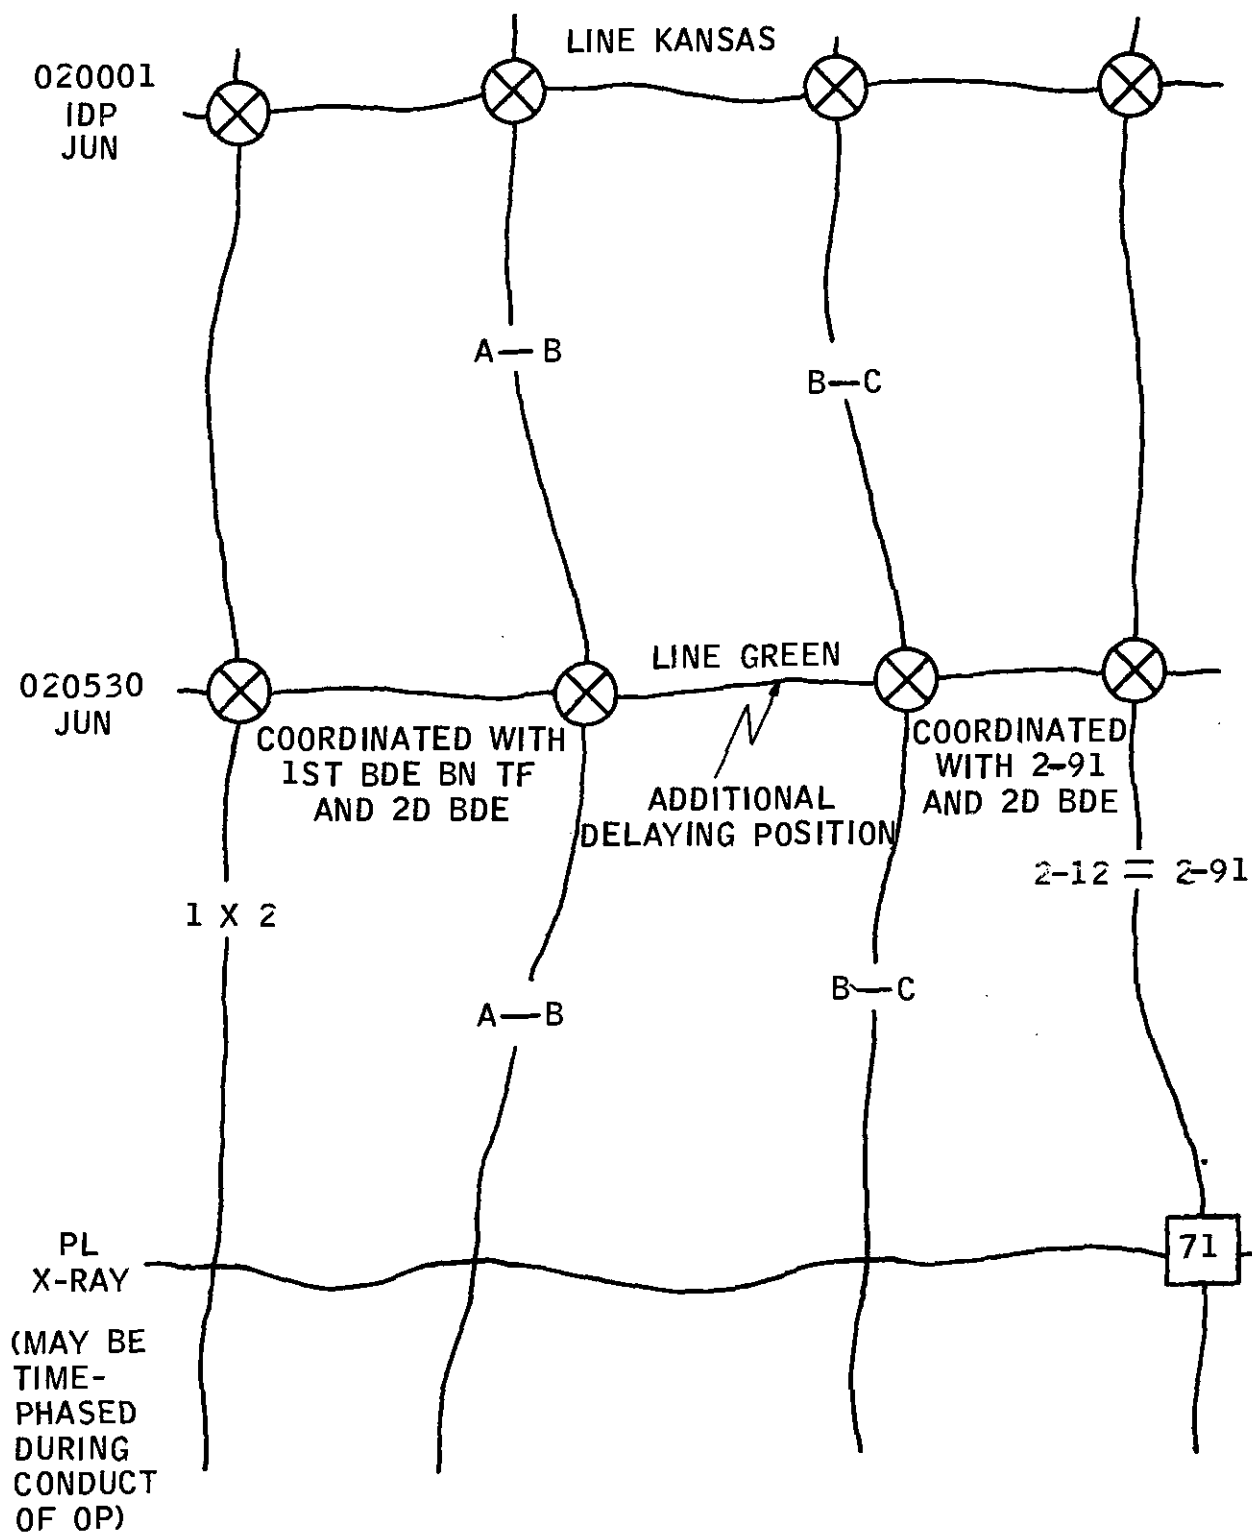 LINE KANSAS
020001
IDP
JUN
A—B
B—C
LINE GREEN
020530
JUN
COORDINATED WITH
1ST BDE BN TF
AND 2D BDE
ADDITIONAL
DELAYING POSITION
COORDINATED
WITH 2-91
AND 2D BDE
2-12 = 2-91
1 X 2
A—B
B—C
PL
X-RAY
71
(MAY BE
TIME-
PHASED
DURING
CONDUCT
OF OP)